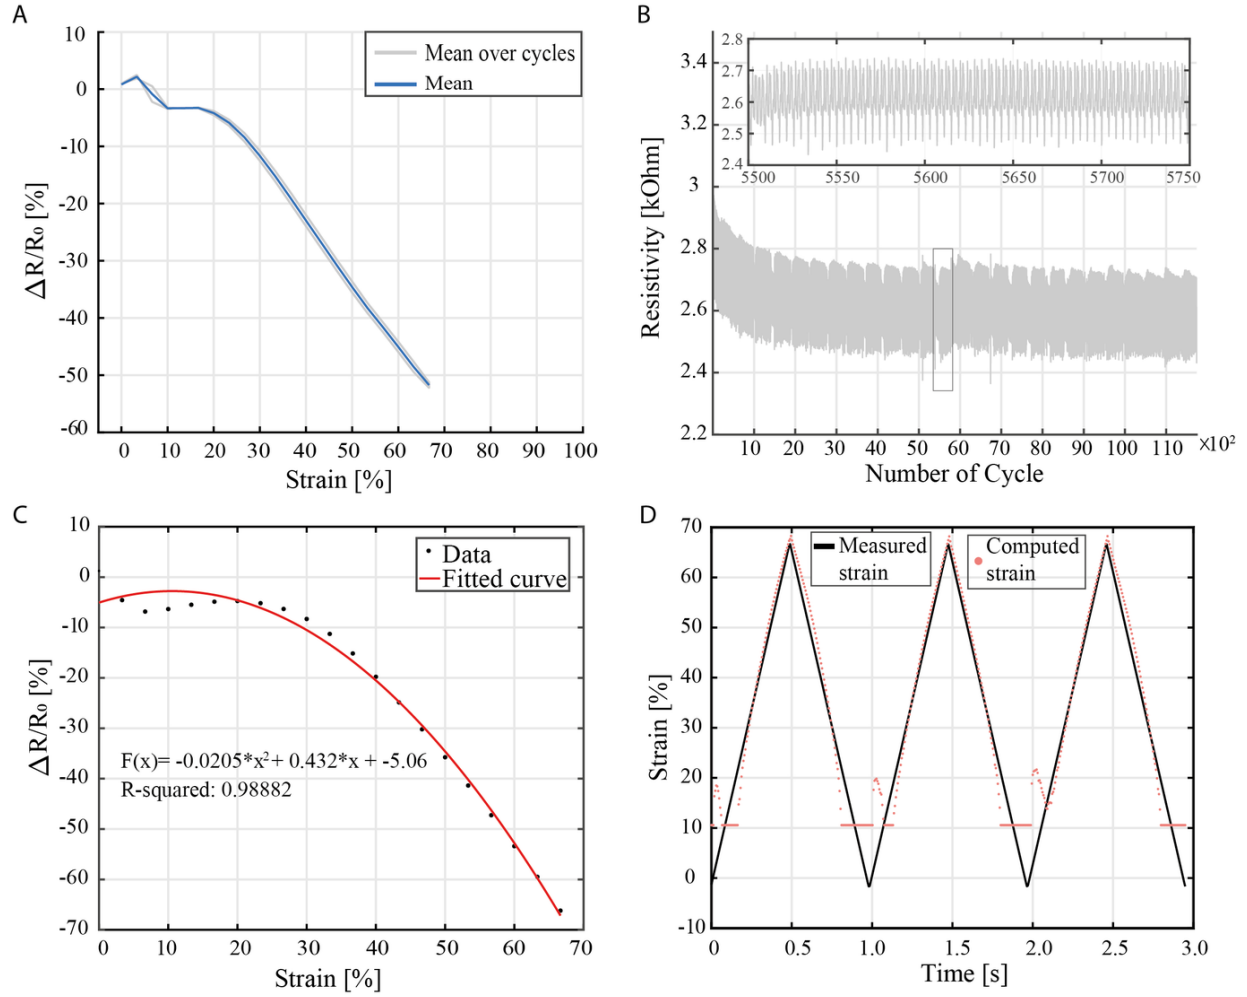 A
10
0
-10
-20
-30
-40
-50
-60
ΔR/R₀ [%]
Mean over cycles
Mean
0 10 20 30 40 50 60 70 80 90 100
Strain [%]
B
3.4
3.2
3
2.8
2.6
2.4
2.2
Resistivity [kOhm]
2.8
2.7
2.6
2.5
2.4
5500 5550 5600 5650 5700 5750
10 20 30 40 50 60 70 80 90 100 110 ×10²
Number of Cycle
C
10
0
-10
-20
-30
-40
-50
-60
-70
ΔR/R₀ [%]
Data
Fitted curve
F(x)= -0.0205*x²+ 0.432*x + -5.06
R-squared: 0.98882
0 10 20 30 40 50 60 70
Strain [%]
D
70
60
50
40
30
20
10
0
-10
Strain [%]
Measured
strain
Computed
strain
0 0.5 1.0 1.5 2.0 2.5 3.0
Time [s]